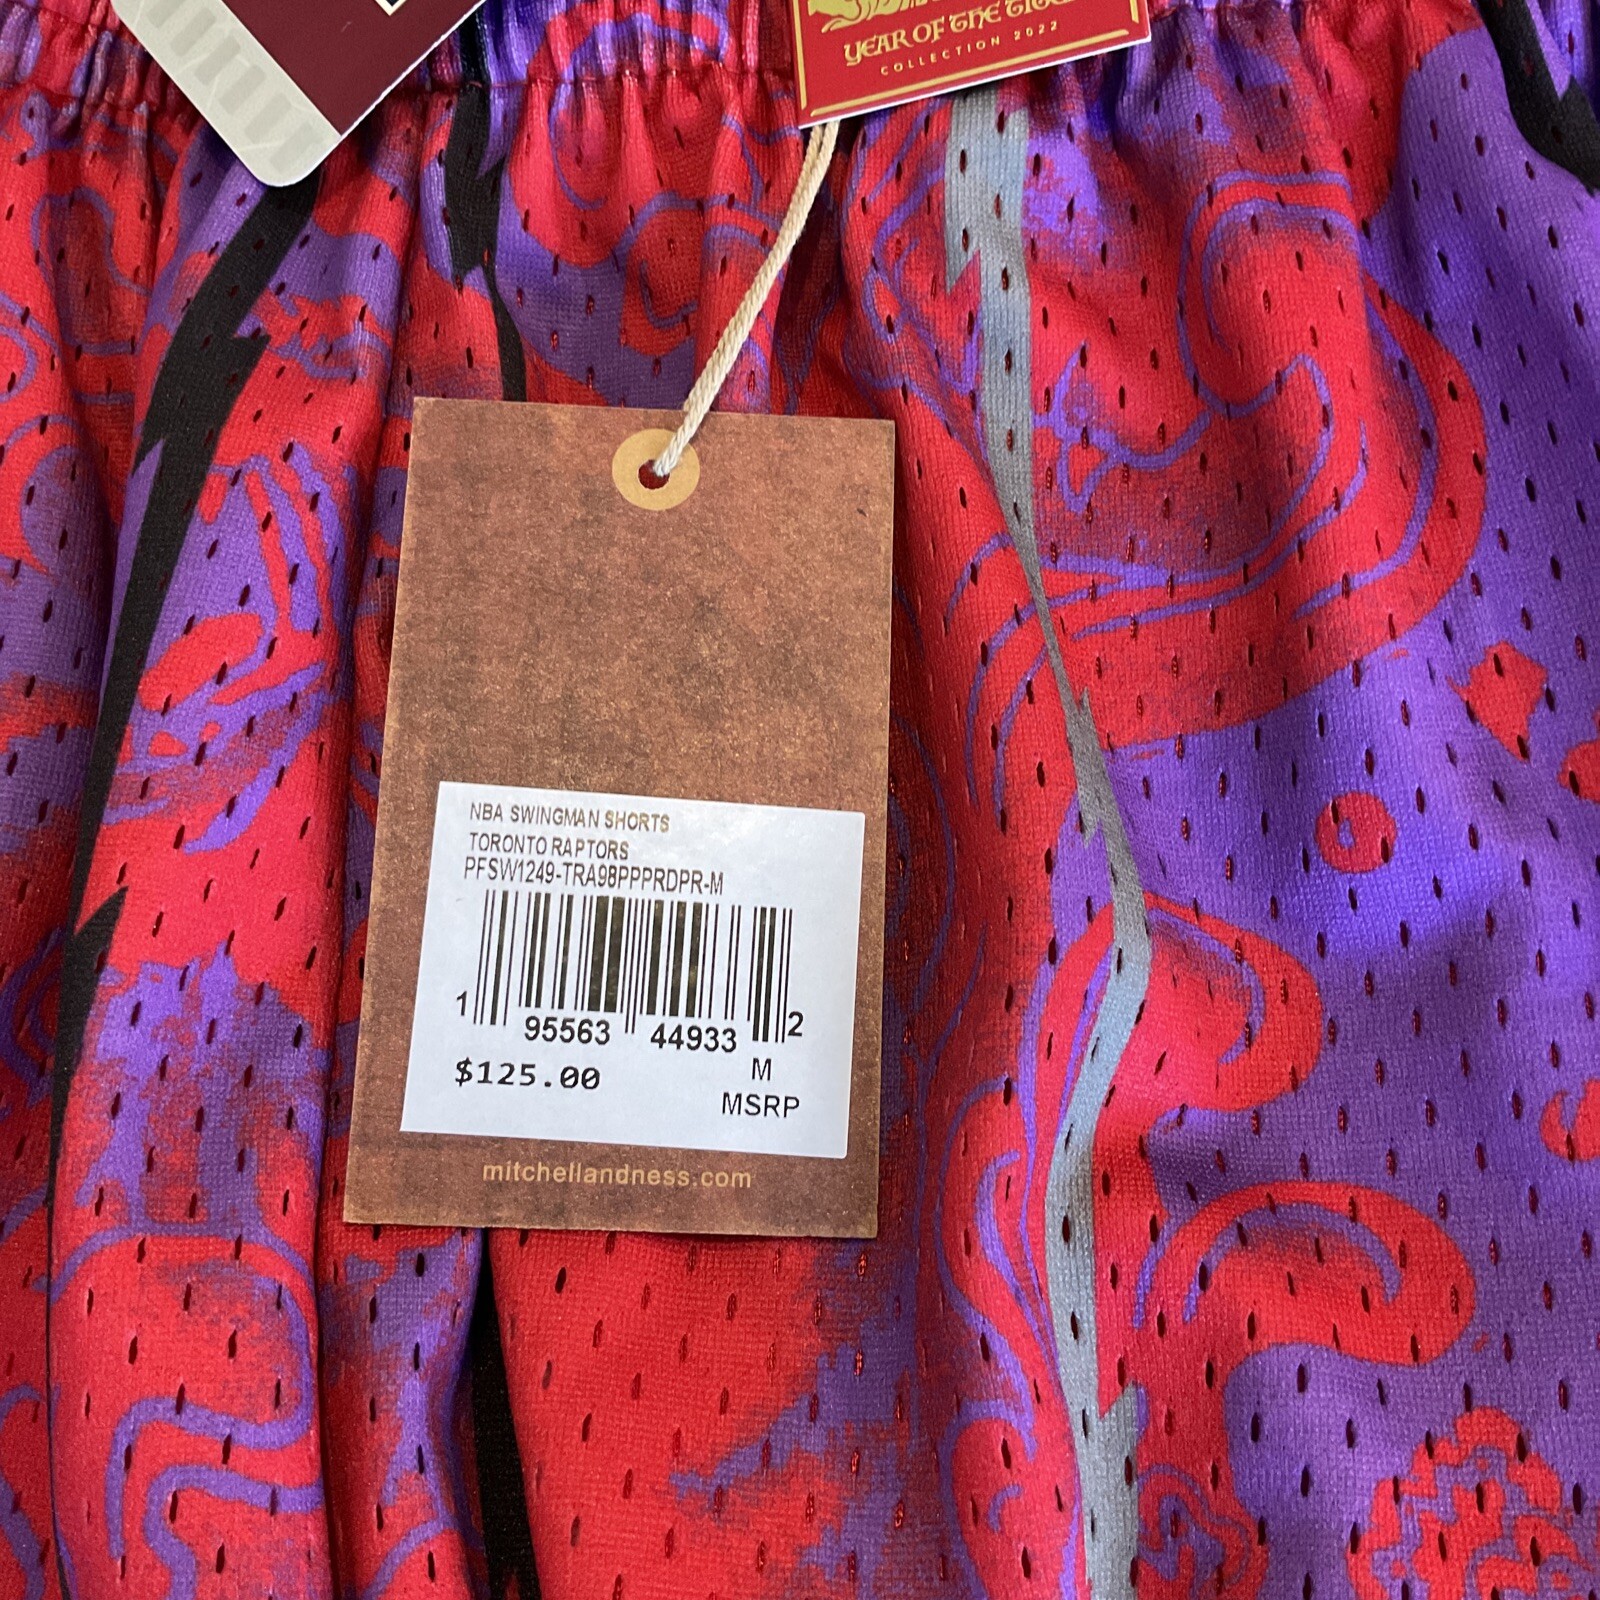 YEAR OF THE TIGER
COLLECTION 2022
NBA SWINGMAN SHORTS
TORONTO RAPTORS
PFSW1249-TRA98PPPRDPR-M
1 95563 44933 2
$125.00 M
MSRP
mitchellandness.com